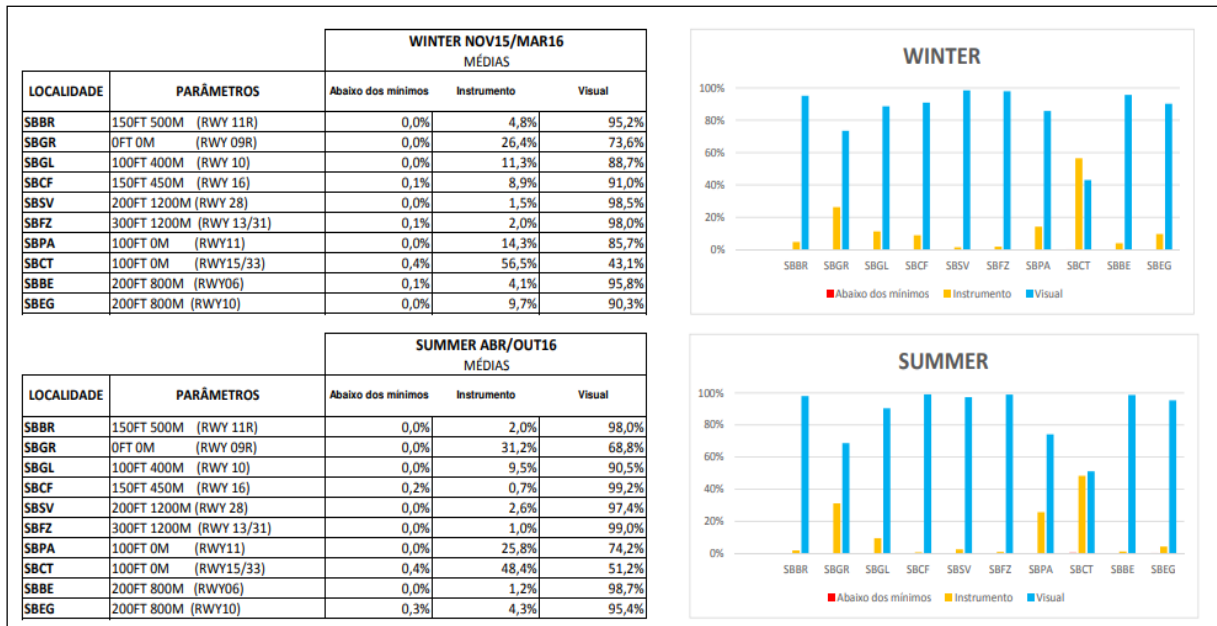 WINTER NOV15/MAR16
MÉDIAS
LOCALIDADE PARÂMETROS Abaixo dos mínimos Instrumento Visual
SBBR 150FT 500M (RWY 11R) 0,0% 4,8% 95,2%
SBGR 0FT 0M (RWY 09R) 0,0% 26,4% 73,6%
SBGL 100FT 400M (RWY 10) 0,0% 11,3% 88,7%
SBCF 150FT 450M (RWY 16) 0,1% 8,9% 91,0%
SBSV 200FT 1200M (RWY 28) 0,0% 1,5% 98,5%
SBFZ 300FT 1200M (RWY 13/31) 0,1% 2,0% 98,0%
SBPA 100FT 0M (RWY11) 0,0% 14,3% 85,7%
SBCT 100FT 0M (RWY15/33) 0,4% 56,5% 43,1%
SBBE 200FT 800M (RWY06) 0,1% 4,1% 95,8%
SBEG 200FT 800M (RWY10) 0,0% 9,7% 90,3%
WINTER
100%
80%
60%
40%
20%
0%
SBBR SBGR SBGL SBCF SBSV SBFZ SBPA SBCT SBBE SBEG
Abaixo dos mínimos Instrumento Visual
SUMMER ABR/OUT16
MÉDIAS
LOCALIDADE PARÂMETROS Abaixo dos mínimos Instrumento Visual
SBBR 150FT 500M (RWY 11R) 0,0% 2,0% 98,0%
SBGR 0FT 0M (RWY 09R) 0,0% 31,2% 68,8%
SBGL 100FT 400M (RWY 10) 0,0% 9,5% 90,5%
SBCF 150FT 450M (RWY 16) 0,2% 0,7% 99,2%
SBSV 200FT 1200M (RWY 28) 0,0% 2,6% 97,4%
SBFZ 300FT 1200M (RWY 13/31) 0,0% 1,0% 99,0%
SBPA 100FT 0M (RWY11) 0,0% 25,8% 74,2%
SBCT 100FT 0M (RWY15/33) 0,4% 48,4% 51,2%
SBBE 200FT 800M (RWY06) 0,0% 1,2% 98,7%
SBEG 200FT 800M (RWY10) 0,3% 4,3% 95,4%
SUMMER
100%
80%
60%
40%
20%
0%
SBBR SBGR SBGL SBCF SBSV SBFZ SBPA SBCT SBBE SBEG
Abaixo dos mínimos Instrumento Visual